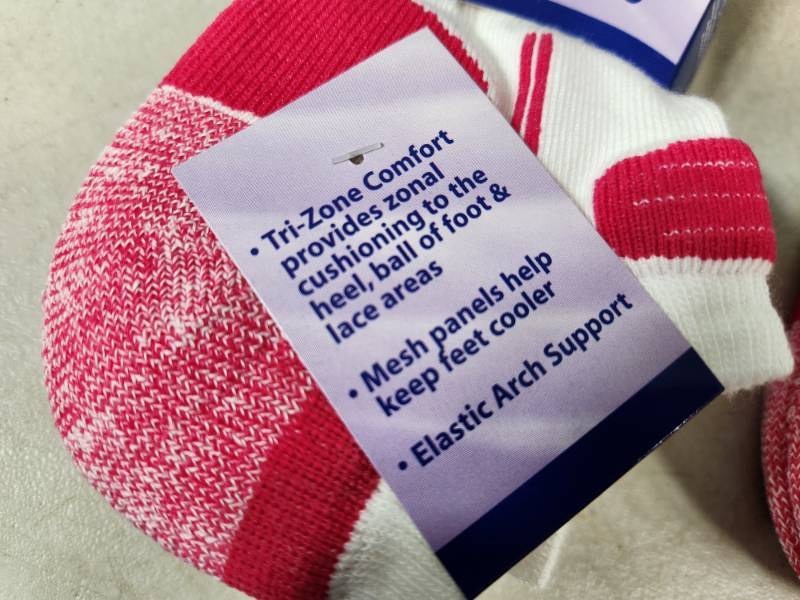 • Tri-Zone Comfort
provides zonal
cushioning to the
heel, ball of foot &
lace areas
• Mesh panels help
keep feet cooler
• Elastic Arch Support